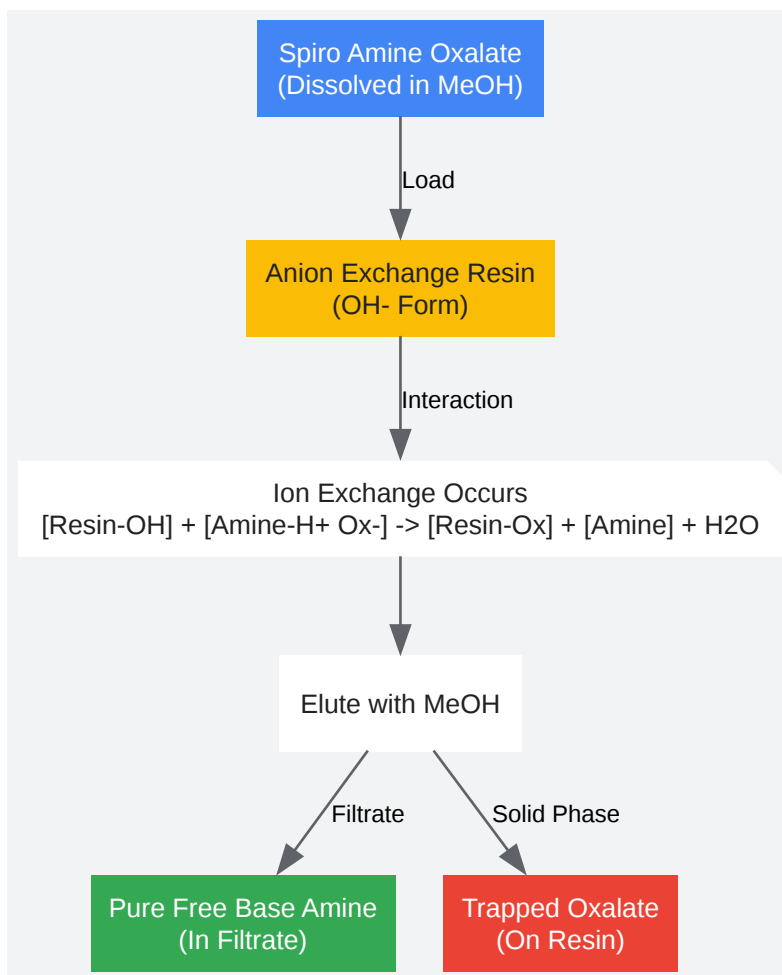 Spiro Amine Oxalate
(Dissolved in MeOH)
Load
Anion Exchange Resin
(OH- Form)
Interaction
Ion Exchange Occurs
[Resin-OH] + [Amine-H+ Ox-] -> [Resin-Ox] + [Amine] + H2O
Elute with MeOH
Filtrate
Solid Phase
Pure Free Base Amine
(In Filtrate)
Trapped Oxalate
(On Resin)